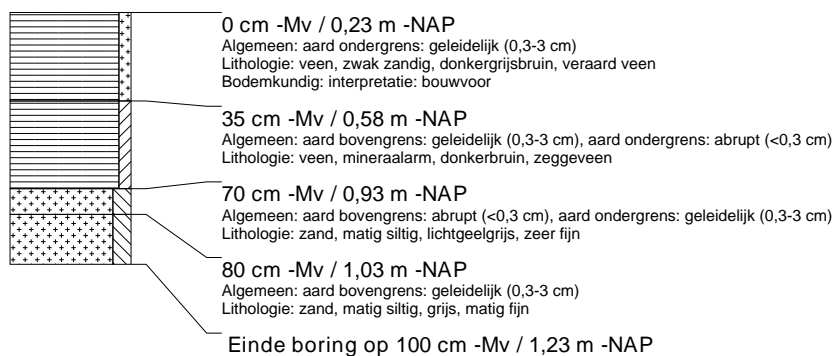 0 cm -Mv / 0,23 m -NAP
Algemeen: aard ondergrens: geleidelijk (0,3-3 cm)
Lithologie: veen, zwak zandig, donkergrijsbruin, veraard veen
Bodemkundig: interpretatie: bouwvoor
35 cm -Mv / 0,58 m -NAP
Algemeen: aard bovengrens: geleidelijk (0,3-3 cm), aard ondergrens: abrupt (<0,3 cm)
Lithologie: veen, mineraalarm, donkerbruin, zeggeveen
70 cm -Mv / 0,93 m -NAP
Algemeen: aard bovengrens: abrupt (<0,3 cm), aard ondergrens: geleidelijk (0,3-3 cm)
Lithologie: zand, matig siltig, lichtgeelgrijs, zeer fijn
80 cm -Mv / 1,03 m -NAP
Algemeen: aard bovengrens: geleidelijk (0,3-3 cm)
Lithologie: zand, matig siltig, grijs, matig fijn
Einde boring op 100 cm -Mv / 1,23 m -NAP